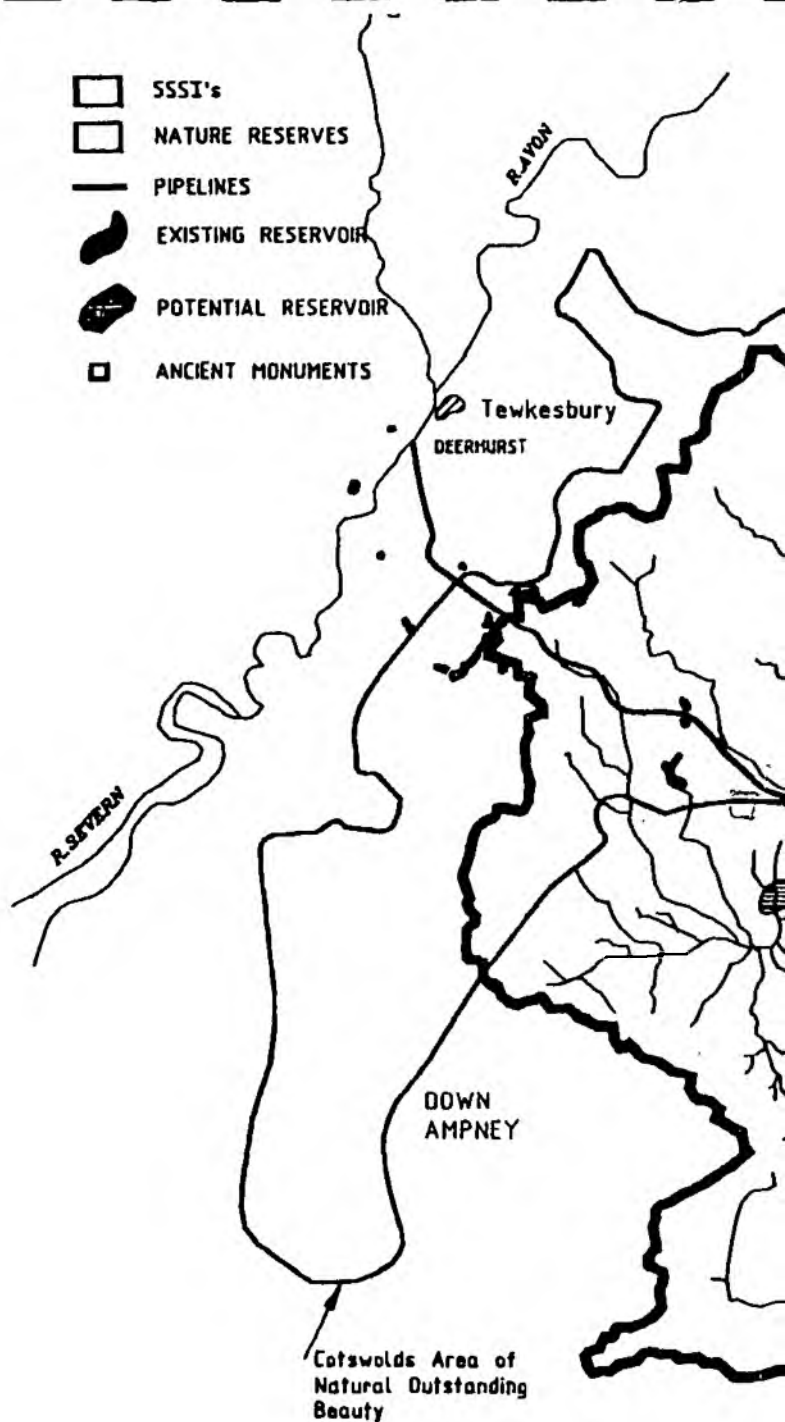 SSSI's
NATURE RESERVES
PIPELINES
EXISTING RESERVOIR
POTENTIAL RESERVOIR
ANCIENT MONUMENTS
R.AVON
Tewkesbury
DEERHURST
R.SEVERN
DOWN
AMPNEY
Cotswolds Area of
Natural Outstanding
Beauty